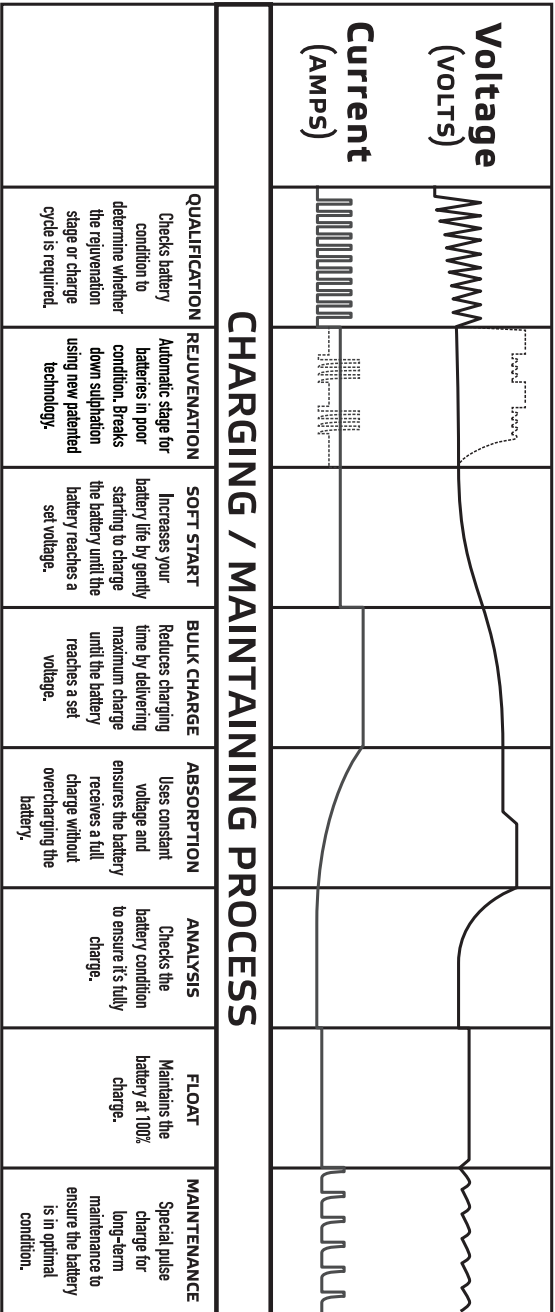 Voltage
(VOLTS)
Current
(AMPS)
CHARGING / MAINTAINING PROCESS
QUALIFICATION
Checks battery
condition to
determine whether
the rejuvenation
stage or charge
cycle is required.
REJUVENATION
Automatic stage for
batteries in poor
condition. Breaks
down sulphation
using new patented
technology.
SOFT START
Increases your
battery life by gently
starting to charge
the battery until the
battery reaches a
set voltage.
BULK CHARGE
Reduces charging
time by delivering
maximum charge
until the battery
reaches a set
voltage.
ABSORPTION
Uses constant
voltage and
ensures the battery
receives a full
charge without
overcharging the
battery.
ANALYSIS
Checks the
battery condition
to ensure it's fully
charge.
FLOAT
Maintains the
battery at 100%
charge.
MAINTENANCE
Special pulse
charge for
long-term
maintenance to
ensure the battery
is in optimal
condition.